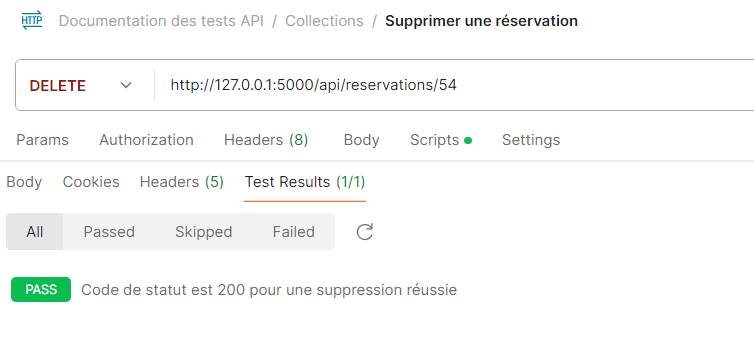 HTTP Documentation des tests API / Collections / Supprimer une réservation
DELETE http://127.0.0.1:5000/api/reservations/54
Params Authorization Headers (8) Body Scripts Settings
Body Cookies Headers (5) Test Results (1/1)
All Passed Skipped Failed
PASS Code de statut est 200 pour une suppression réussie